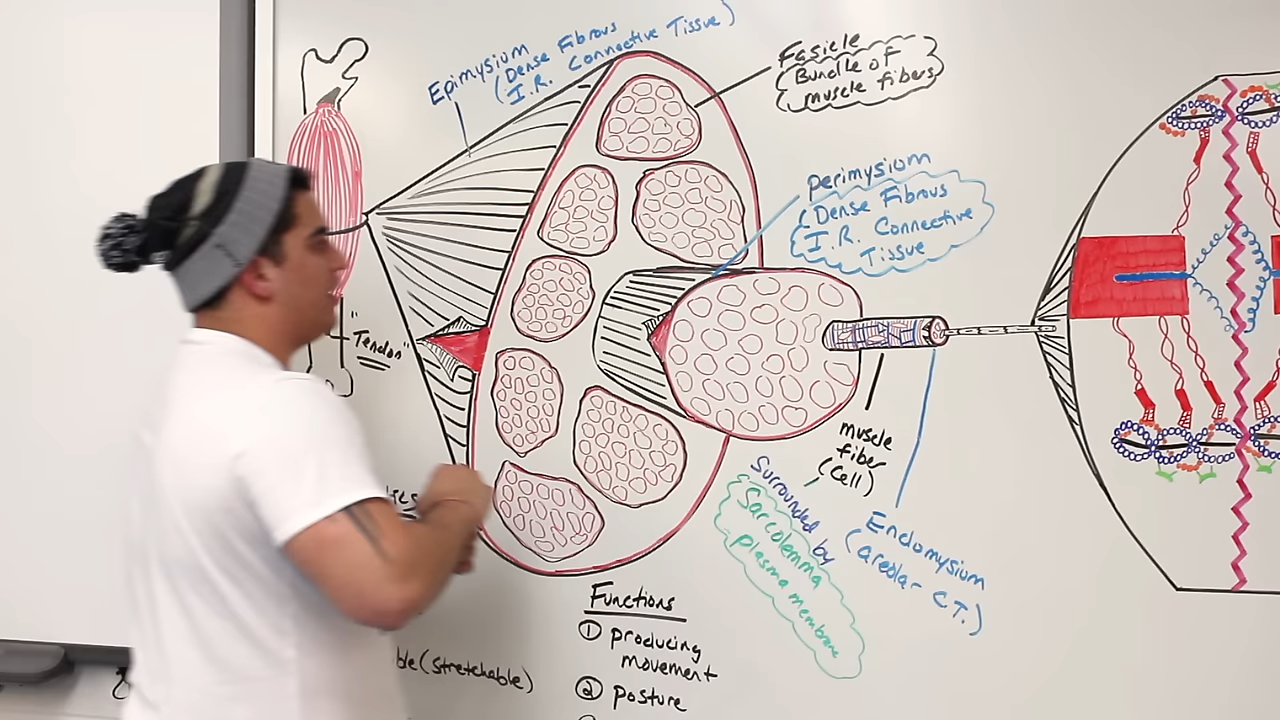 Epimysium
(Dense Fibrous
I.R. Connective Tissue)
Fasicle
(Bundle of
muscle fibers)
perimysium
(Dense Fibrous
I.R. Connective
Tissue)
"Tendon"
muscle
fiber
(Cell)
Surrounded by
Sarcolemma
plasma membrane
Endomysium
(areolar C.T.)
Functions
① producing
movement
② posture
ble (stretchable)